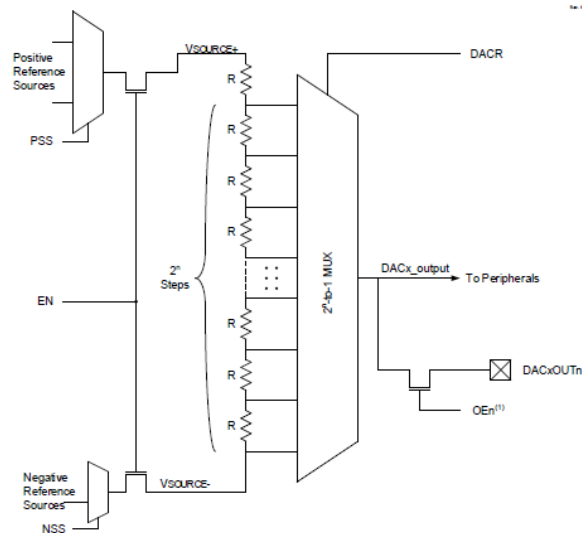 VSOURCE+
Positive
Reference
Sources
PSS
DACR
R
R
R
R
2ⁿ
Steps
EN
2ⁿ-to-1 MUX
DACx_output
To Peripherals
R
R
R
DACxOUTn
OEn⁽¹⁾
Negative
Reference
Sources
VSOURCE-
NSS